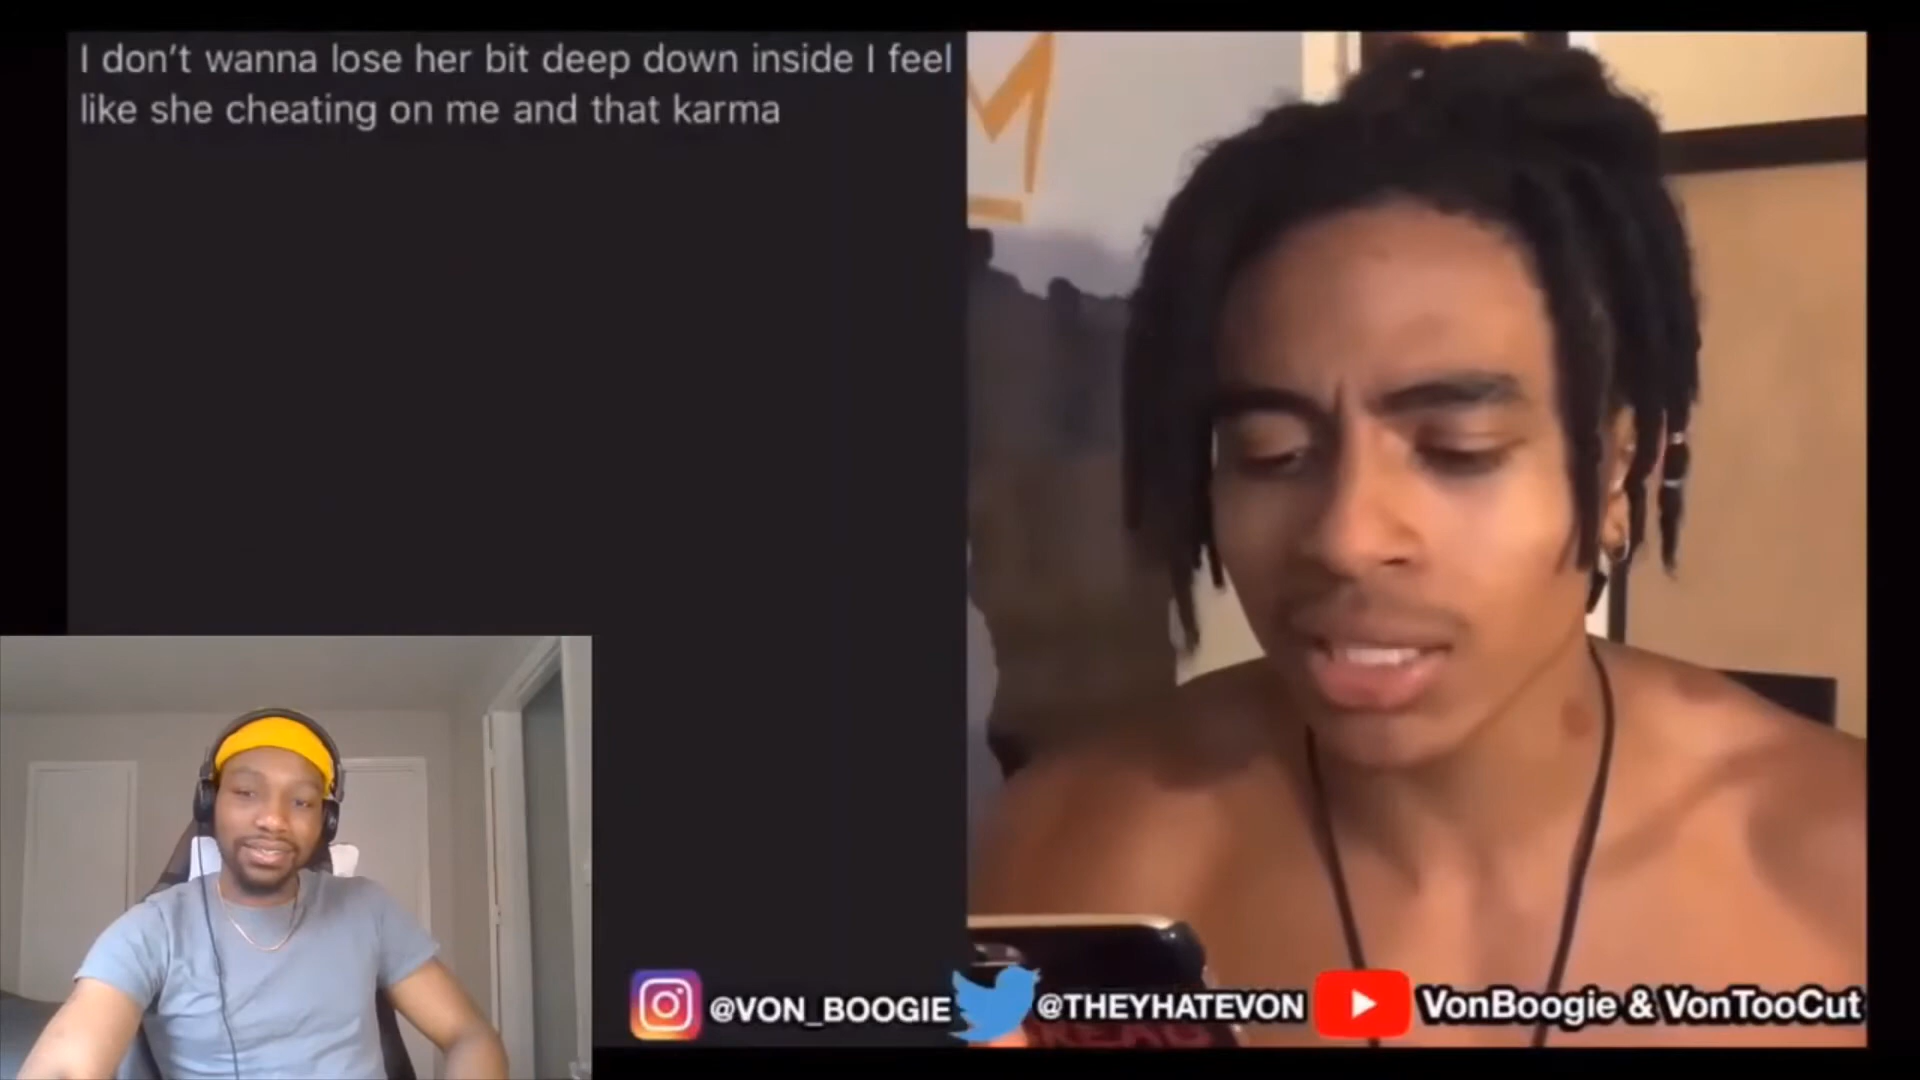 I don't wanna lose her bit deep down inside I feel
like she cheating on me and that karma
@VON_BOOGIE @THEYHATEVON VonBoogie & VonTooCut